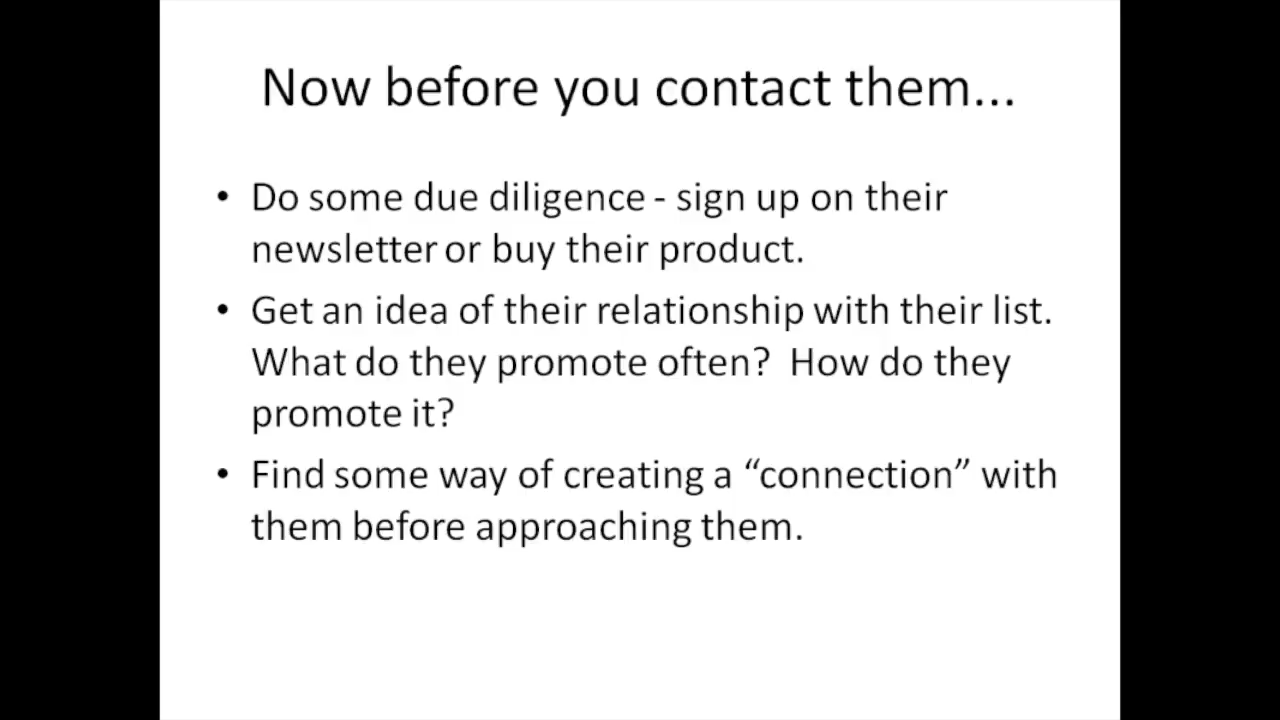 Now before you contact them...
• Do some due diligence - sign up on their
newsletter or buy their product.
• Get an idea of their relationship with their list.
What do they promote often?  How do they
promote it?
• Find some way of creating a “connection” with
them before approaching them.